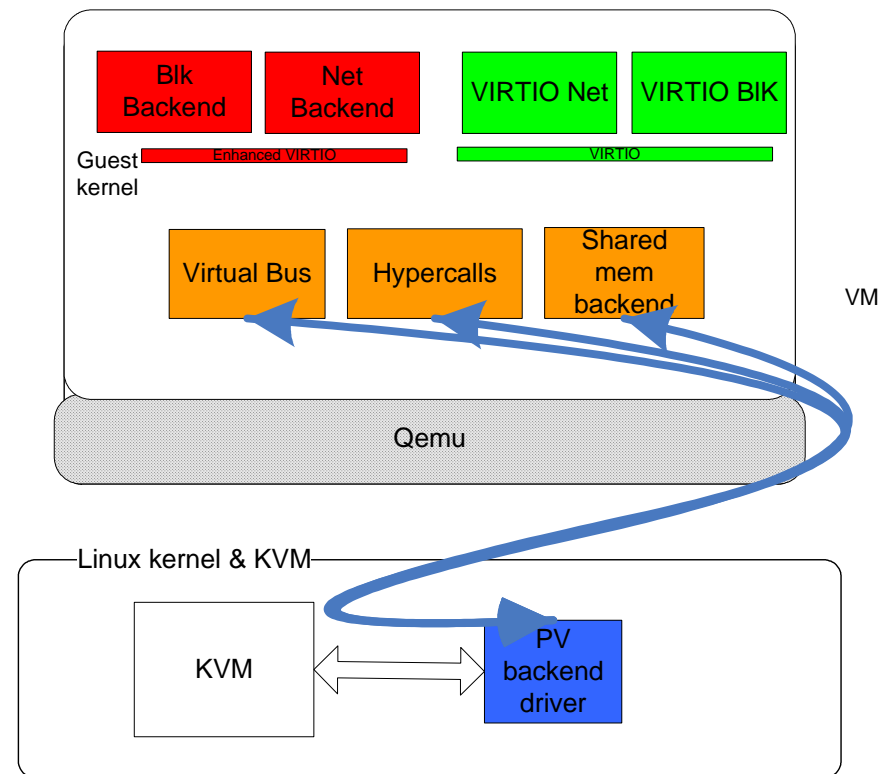 Blk
Backend
Net
Backend
VIRTIO Net
VIRTIO BlK
Enhanced VIRTIO
VIRTIO
Guest
kernel
Virtual Bus
Hypercalls
Shared
mem
backend
VM
Qemu
Linux kernel & KVM
KVM
PV
backend
driver